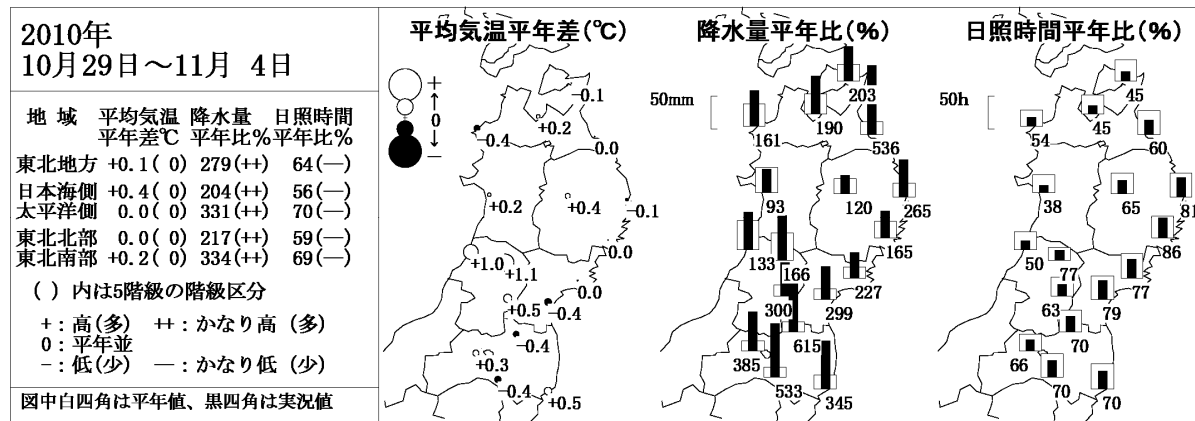 2010年
10月29日～11月 4日
地 域 平均気温 降水量 日照時間
平年差℃ 平年比% 平年比%
東北地方 +0.1( 0) 279(++) 64(―)
日本海側 +0.4( 0) 204(++) 56(―)
太平洋側 0.0( 0) 331(++) 70(―)
東北北部 0.0( 0) 217(++) 59(―)
東北南部 +0.2( 0) 334(++) 69(―)
( ) 内は5階級の階級区分
+：高(多) ++：かなり高 (多)
0：平年並
-：低(少) ―：かなり低 (少)
図中白四角は平年値、黒四角は実況値
平均気温平年差(℃)
+
↑
0
↓
−
−0.1
+0.2
−0.4
0.0
+0.2
+0.4
−0.1
0.0
+1.0
+1.1
0.0
+0.5
−0.4
−0.4
+0.3
−0.4
+0.5
降水量平年比(%)
50mm
203
190
161
536
93
120
265
165
133
166
227
300
299
615
385
533
345
日照時間平年比(%)
50h
45
45
54
60
38
65
81
86
50
77
77
63
79
70
66
70
70